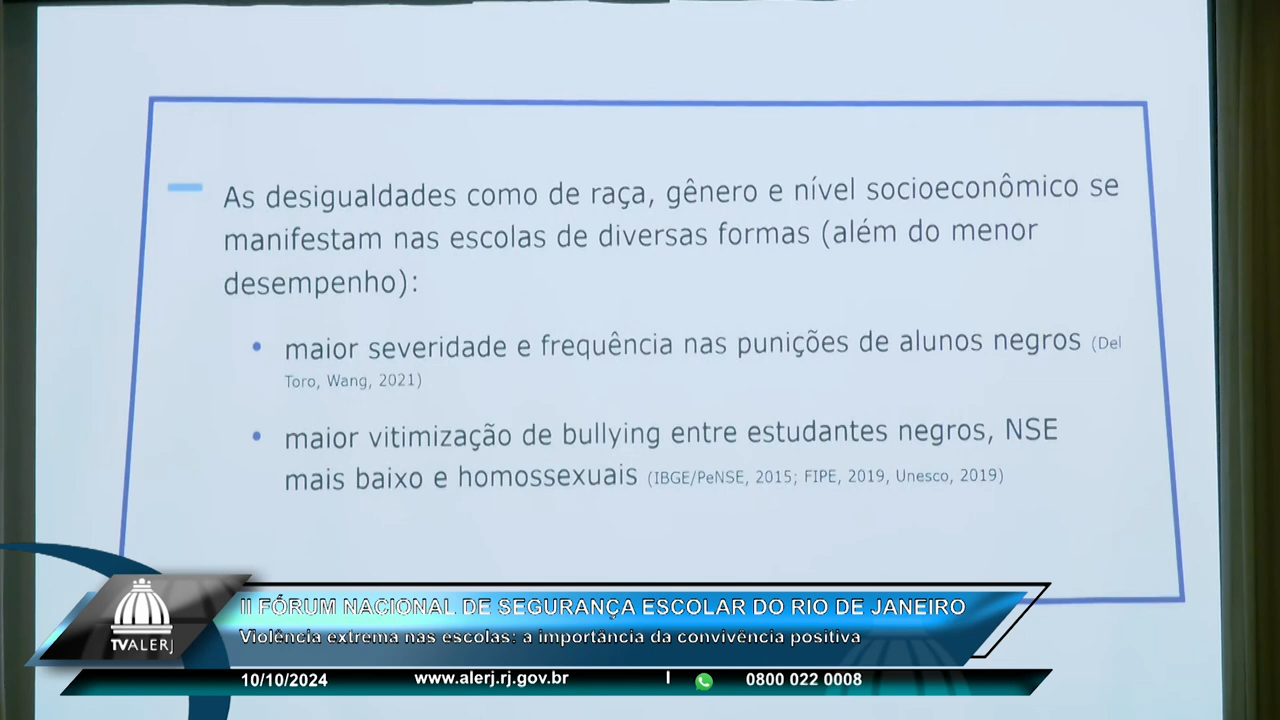 As desigualdades como de raça, gênero e nível socioeconômico se
manifestam nas escolas de diversas formas (além do menor
desempenho):
• maior severidade e frequência nas punições de alunos negros (Del
Toro, Wang, 2021)
• maior vitimização de bullying entre estudantes negros, NSE
mais baixo e homossexuais (IBGE/PeNSE, 2015; FIPE, 2019, Unesco, 2019)
II FÓRUM NACIONAL DE SEGURANÇA ESCOLAR DO RIO DE JANEIRO
Violência extrema nas escolas: a importância da convivência positiva
TVALERJ
10/10/2024 www.alerj.rj.gov.br | 0800 022 0008